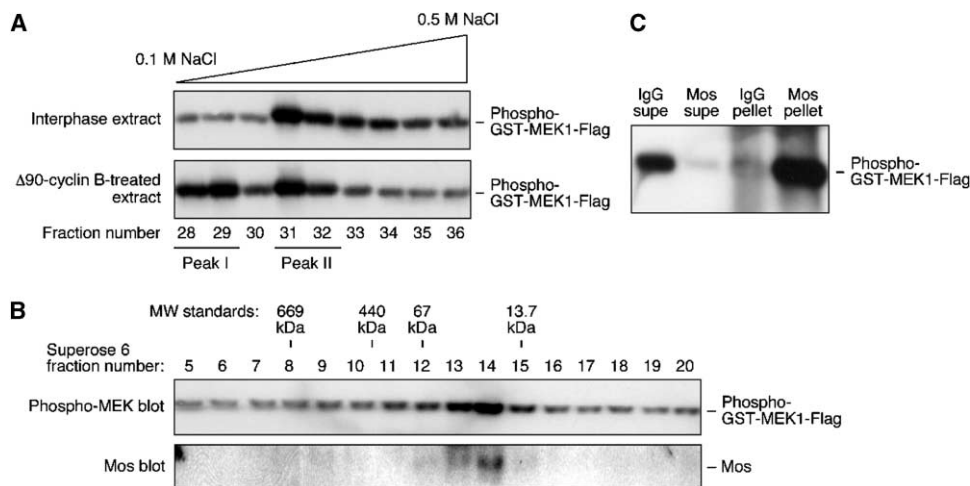 A
0.5 M NaCl
0.1 M NaCl
Interphase extract
Phospho-
GST-MEK1-Flag
Δ90-cyclin B-treated
extract
Phospho-
GST-MEK1-Flag
Fraction number 28 29 30 31 32 33 34 35 36
Peak I Peak II
C
IgG
supe
Mos
supe
IgG
pellet
Mos
pellet
Phospho-
GST-MEK1-Flag
B
MW standards:
669
kDa
440
kDa
67
kDa
13.7
kDa
Superose 6
fraction number: 5 6 7 8 9 10 11 12 13 14 15 16 17 18 19 20
Phospho-MEK blot
Phospho-
GST-MEK1-Flag
Mos blot
Mos